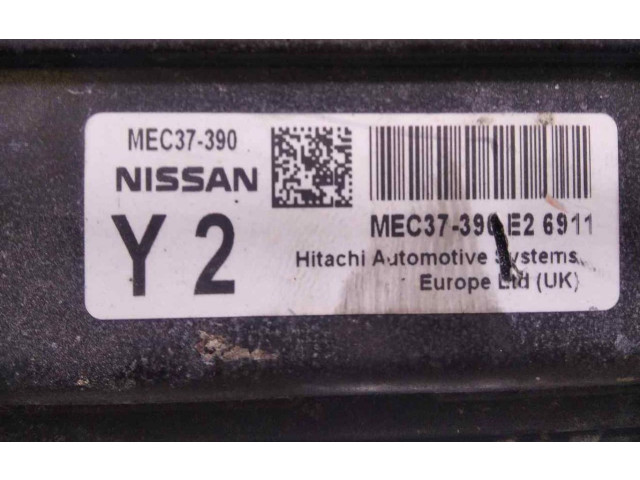 MEC37-390
NISSAN
Y 2
MEC37-390 E2 6911
Hitachi Automotive Systems
Europe Ltd (UK)